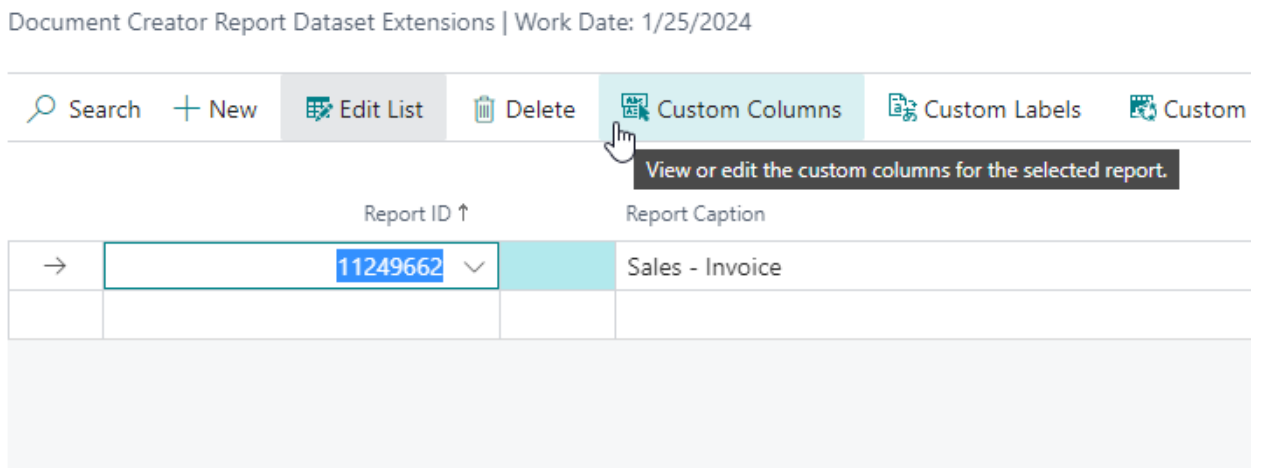 Document Creator Report Dataset Extensions | Work Date: 1/25/2024
Search New Edit List Delete Custom Columns Custom Labels Custom
View or edit the custom columns for the selected report.
Report ID ↑ Report Caption
11249662 Sales - Invoice